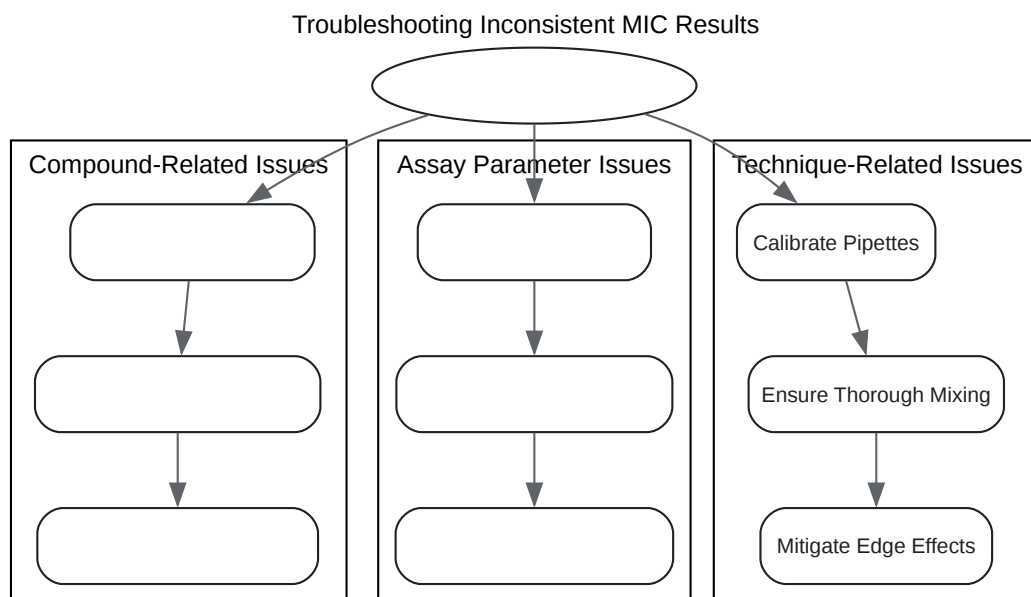 Troubleshooting Inconsistent MIC Results
Compound-Related Issues
Assay Parameter Issues
Technique-Related Issues
Calibrate Pipettes
Ensure Thorough Mixing
Mitigate Edge Effects